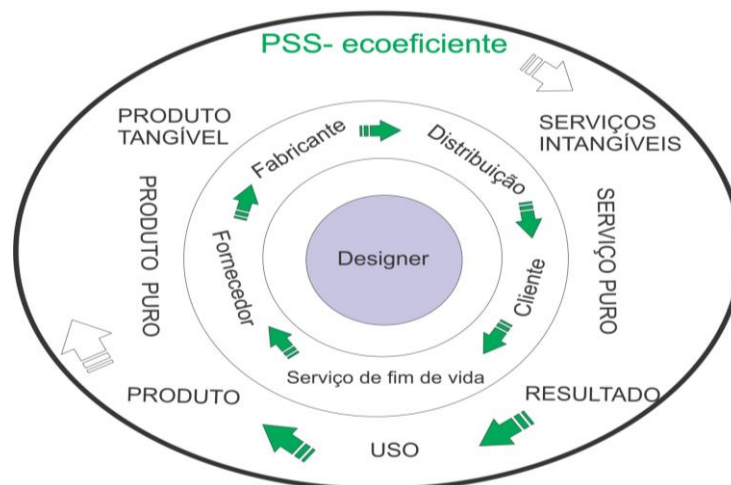 PSS- ecoeficiente
PRODUTO
TANGÍVEL
SERVIÇOS
INTANGÍVEIS
Fabricante
Distribuição
PRODUTO PURO
Fornecedor
Designer
Cliente
SERVIÇO PURO
Serviço de fim de vida
PRODUTO
RESULTADO
USO